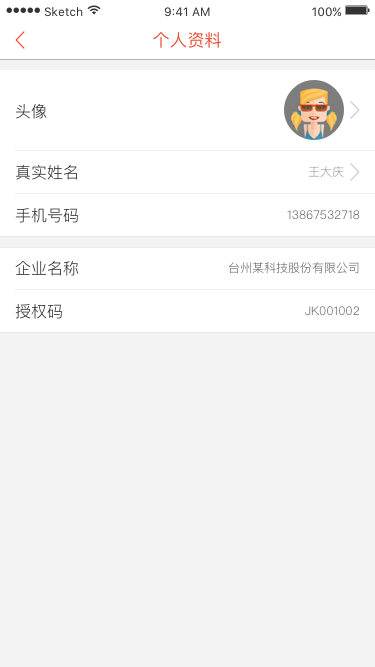 Sketch 9:41 AM 100%
个人资料
头像
真实姓名 王大庆
手机号码 13867532718
企业名称 台州某科技股份有限公司
授权码 JK001002